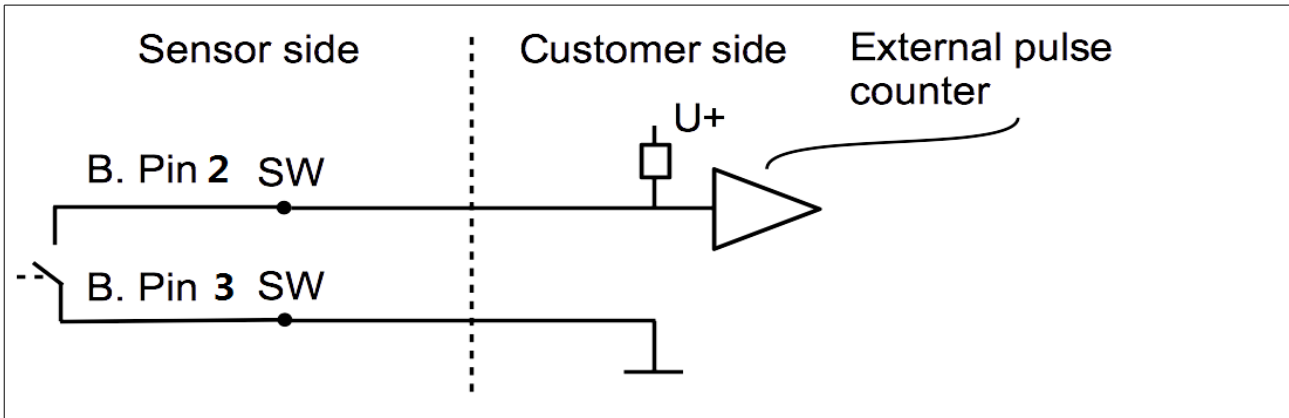 Sensor side
Customer side
External pulse
counter
U+
B. Pin 2 SW
B. Pin 3 SW